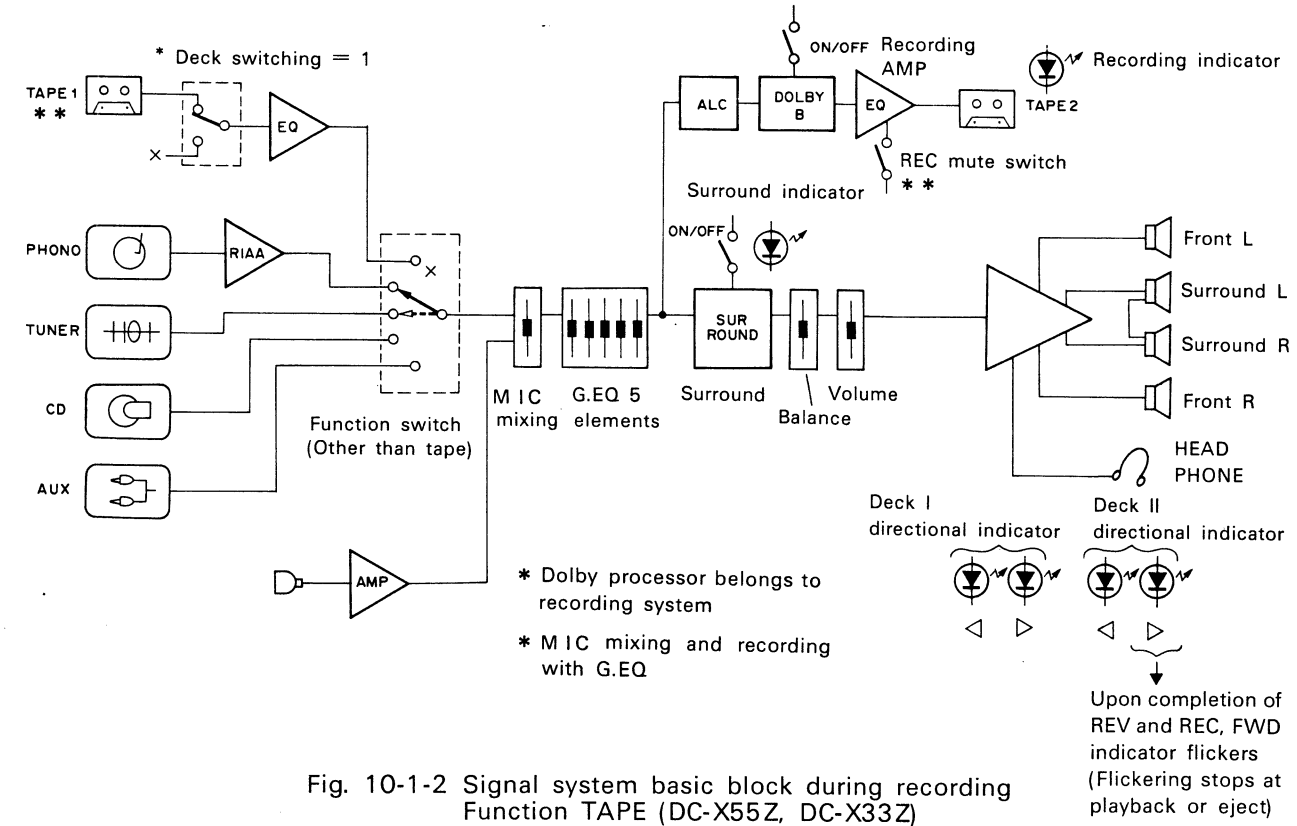 * Deck switching = 1
TAPE 1
* *
EQ
×
PHONO
RIAA
TUNER
CD
AUX
×
Function switch
(Other than tape)
AMP
MIC
mixing
G.EQ 5
elements
ON/OFF
Recording
AMP
ALC
DOLBY
B
EQ
TAPE2
Recording indicator
REC mute switch
* *
Surround indicator
ON/OFF
SUR
ROUND
Surround
Balance
Volume
Front L
Surround L
Surround R
Front R
HEAD
PHONE
Deck I
directional indicator
Deck II
directional indicator
* Dolby processor belongs to
recording system
* MIC mixing and recording
with G.EQ
Upon completion of
REV and REC, FWD
indicator flickers
(Flickering stops at
playback or eject)
Fig. 10-1-2 Signal system basic block during recording
Function TAPE (DC-X55Z, DC-X33Z)